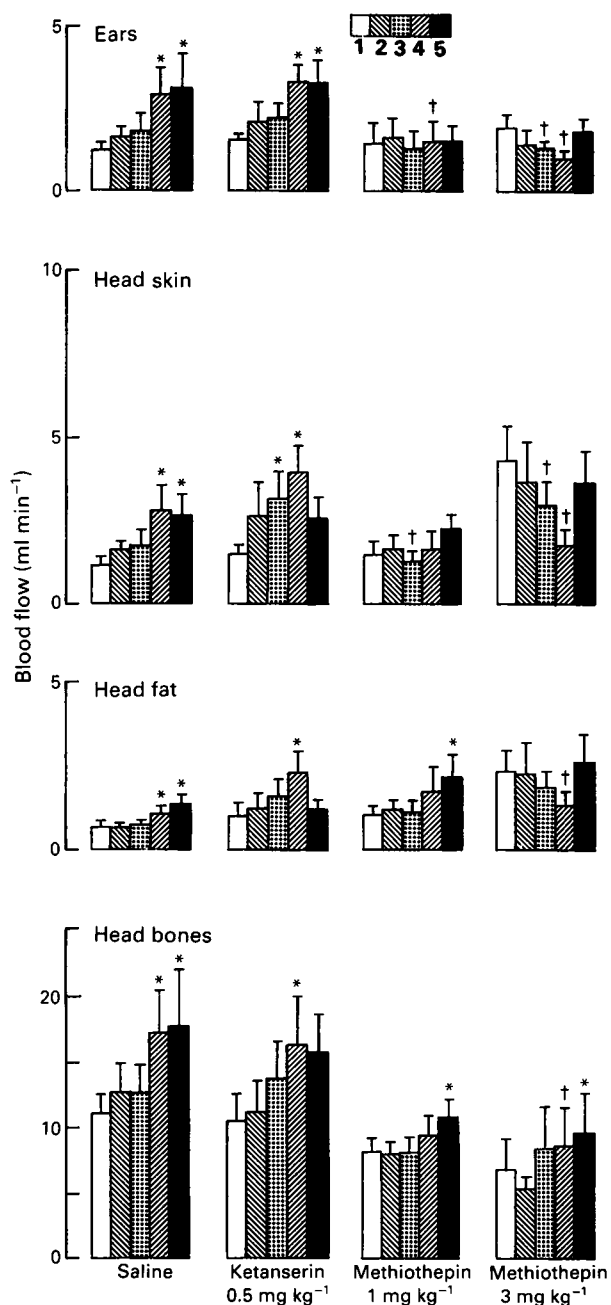 Ears
1 2 3 4 5
5
* * * * †
† †
0
Blood flow (ml min⁻¹)
10
Head skin
5
* * * * † † †
0
5
Head fat
* * * * †
0
Head bones
20
* * * * † *
10
0
Saline Ketanserin Methiothepin Methiothepin
0.5 mg kg⁻¹ 1 mg kg⁻¹ 3 mg kg⁻¹